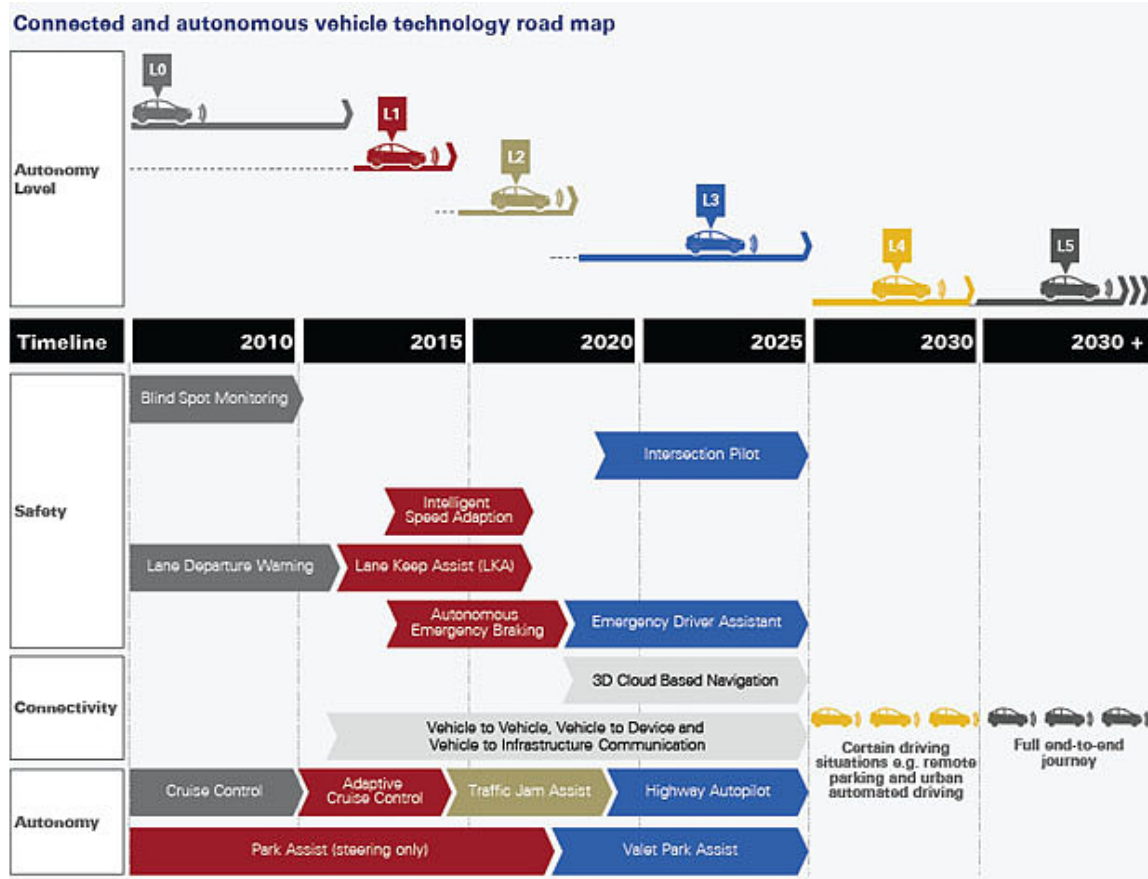 Connected and autonomous vehicle technology road map
L0
L1
L2
L3
L4
L5
Autonomy
Level
Timeline
2010
2015
2020
2025
2030
2030 +
Safety
Blind Spot Monitoring
Intersection Pilot
Intelligent
Speed Adaption
Lane Departure Warning
Lane Keep Assist (LKA)
Autonomous
Emergency Braking
Emergency Driver Assistant
Connectivity
3D Cloud Based Navigation
Vehicle to Vehicle, Vehicle to Device and
Vehicle to Infrastructure Communication
Certain driving
situations e.g. remote
parking and urban
automated driving
Full end-to-end
journey
Autonomy
Cruise Control
Adaptive
Cruise Control
Traffic Jam Assist
Highway Autopilot
Park Assist (steering only)
Valet Park Assist